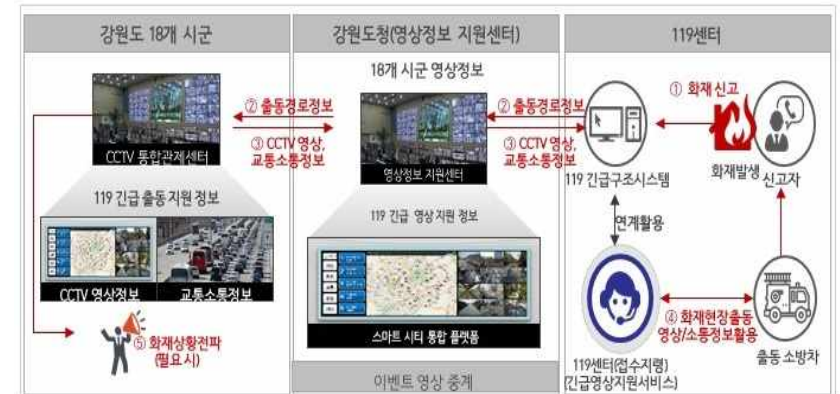 강원도 18개 시군
강원도청(영상정보 지원센터)
119센터
CCTV 통합관제센터
119 긴급 출동 지원 정보
CCTV 영상정보
교통소통정보
⑤ 화재상황전파
(필요 시)
② 출동경로정보
③ CCTV 영상,
교통소통정보
18개 시군 영상정보
영상정보 지원센터
119 긴급 영상 지원 정보
스마트 시티 통합 플랫폼
이벤트 영상 중계
② 출동경로정보
③ CCTV 영상,
교통소통정보
① 화재 신고
119 긴급구조시스템
화재발생
신고자
연계활용
④ 화재현장출동
영상/소통정보활용
119센터(접수지령)
(긴급영상지원서비스)
출동 소방차